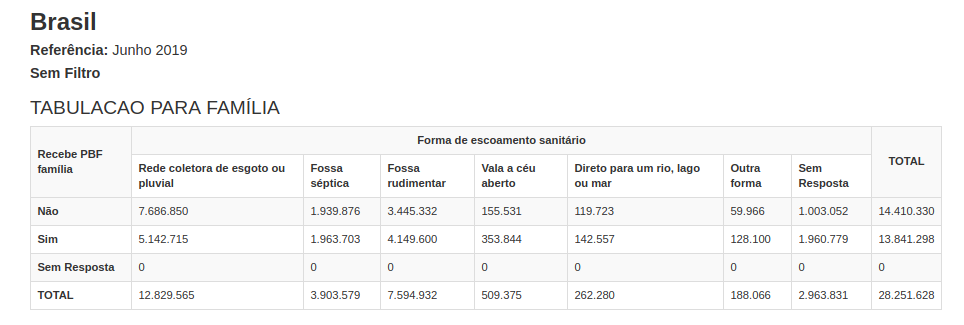 Brasil
Referência: Junho 2019
Sem Filtro
TABULACAO PARA FAMÍLIA
Recebe PBF família Forma de escoamento sanitário TOTAL
Rede coletora de esgoto ou pluvial Fossa séptica Fossa rudimentar Vala a céu aberto Direto para um rio, lago ou mar Outra forma Sem Resposta
Não 7.686.850 1.939.876 3.445.332 155.531 119.723 59.966 1.003.052 14.410.330
Sim 5.142.715 1.963.703 4.149.600 353.844 142.557 128.100 1.960.779 13.841.298
Sem Resposta 0 0 0 0 0 0 0 0
TOTAL 12.829.565 3.903.579 7.594.932 509.375 262.280 188.066 2.963.831 28.251.628